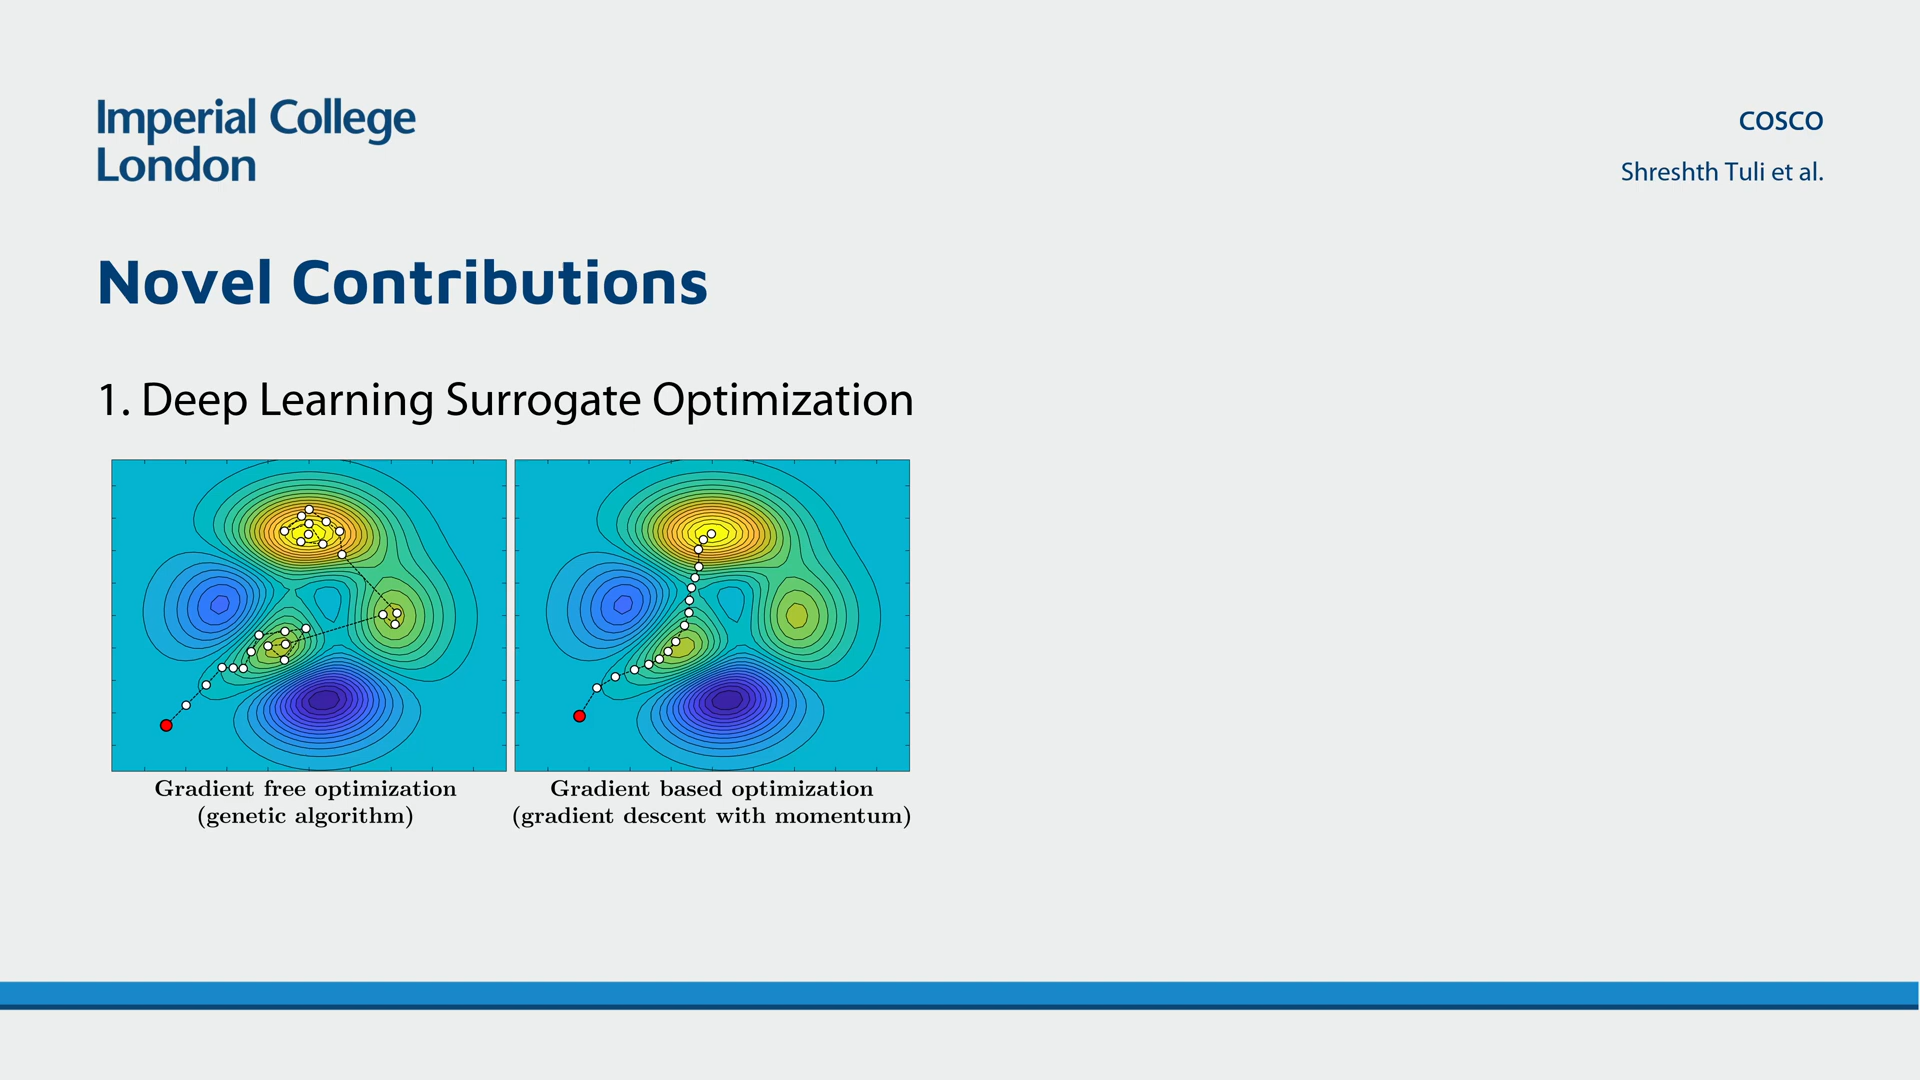 Imperial College
London
COSCO
Shreshth Tuli et al.
Novel Contributions
1. Deep Learning Surrogate Optimization
Gradient free optimization
(genetic algorithm)
Gradient based optimization
(gradient descent with momentum)